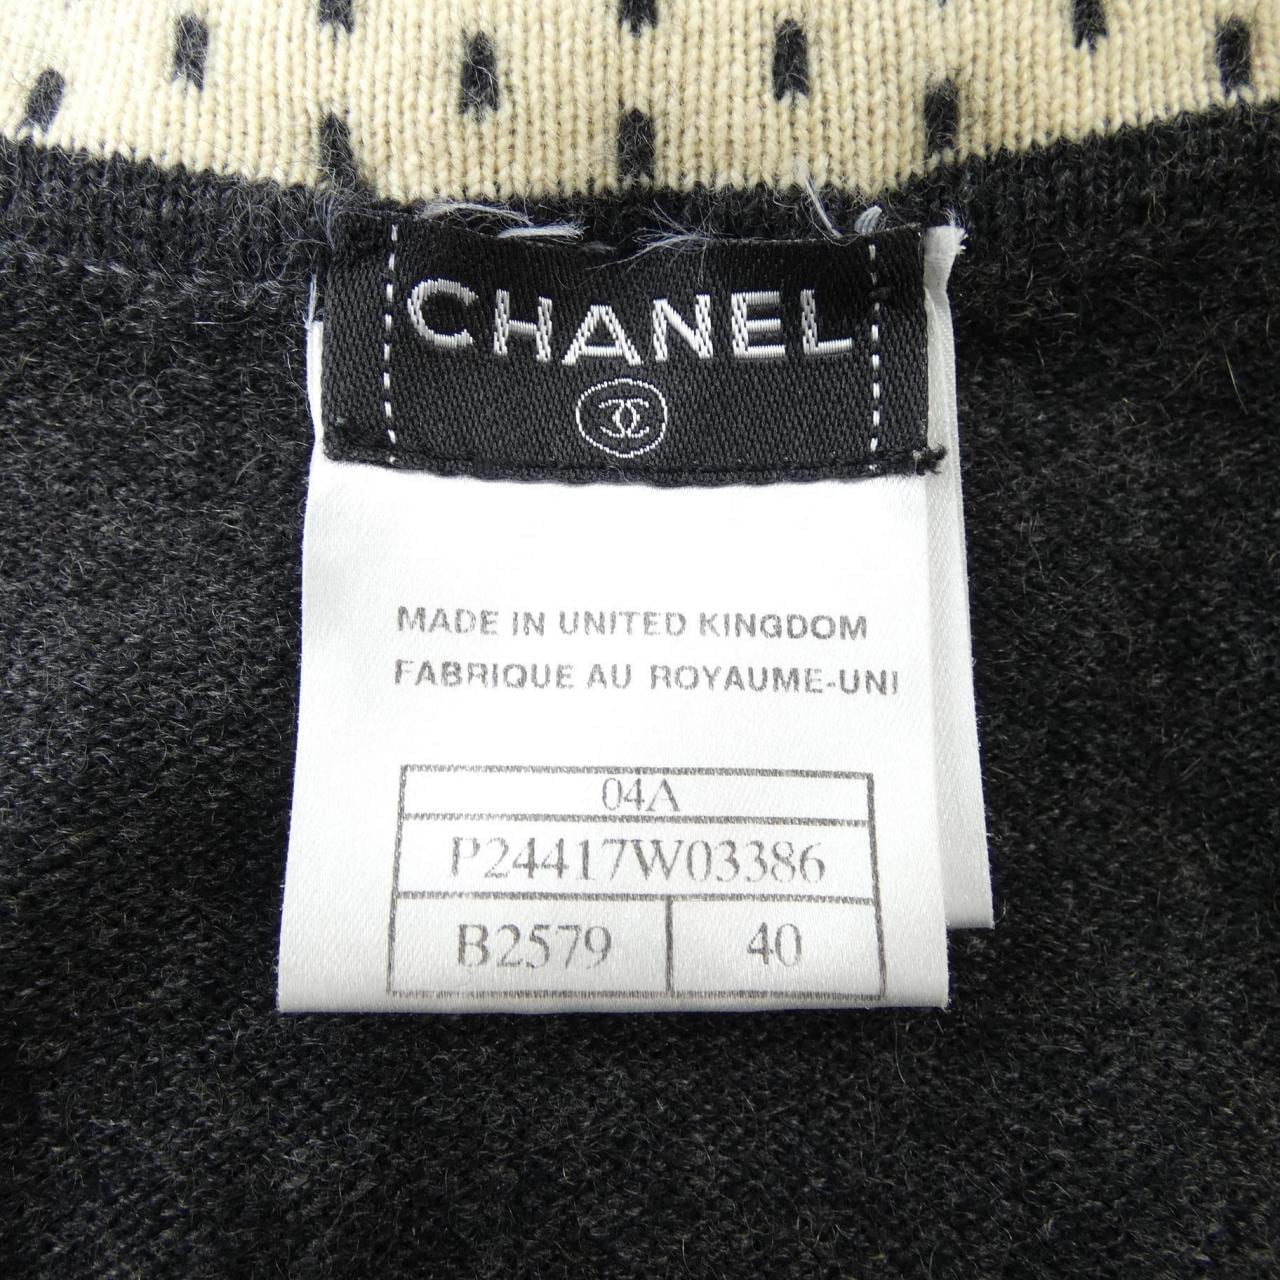 CHANEL
MADE IN UNITED KINGDOM
FABRIQUE AU ROYAUME-UNI
04A
P24417W03386
B2579 40